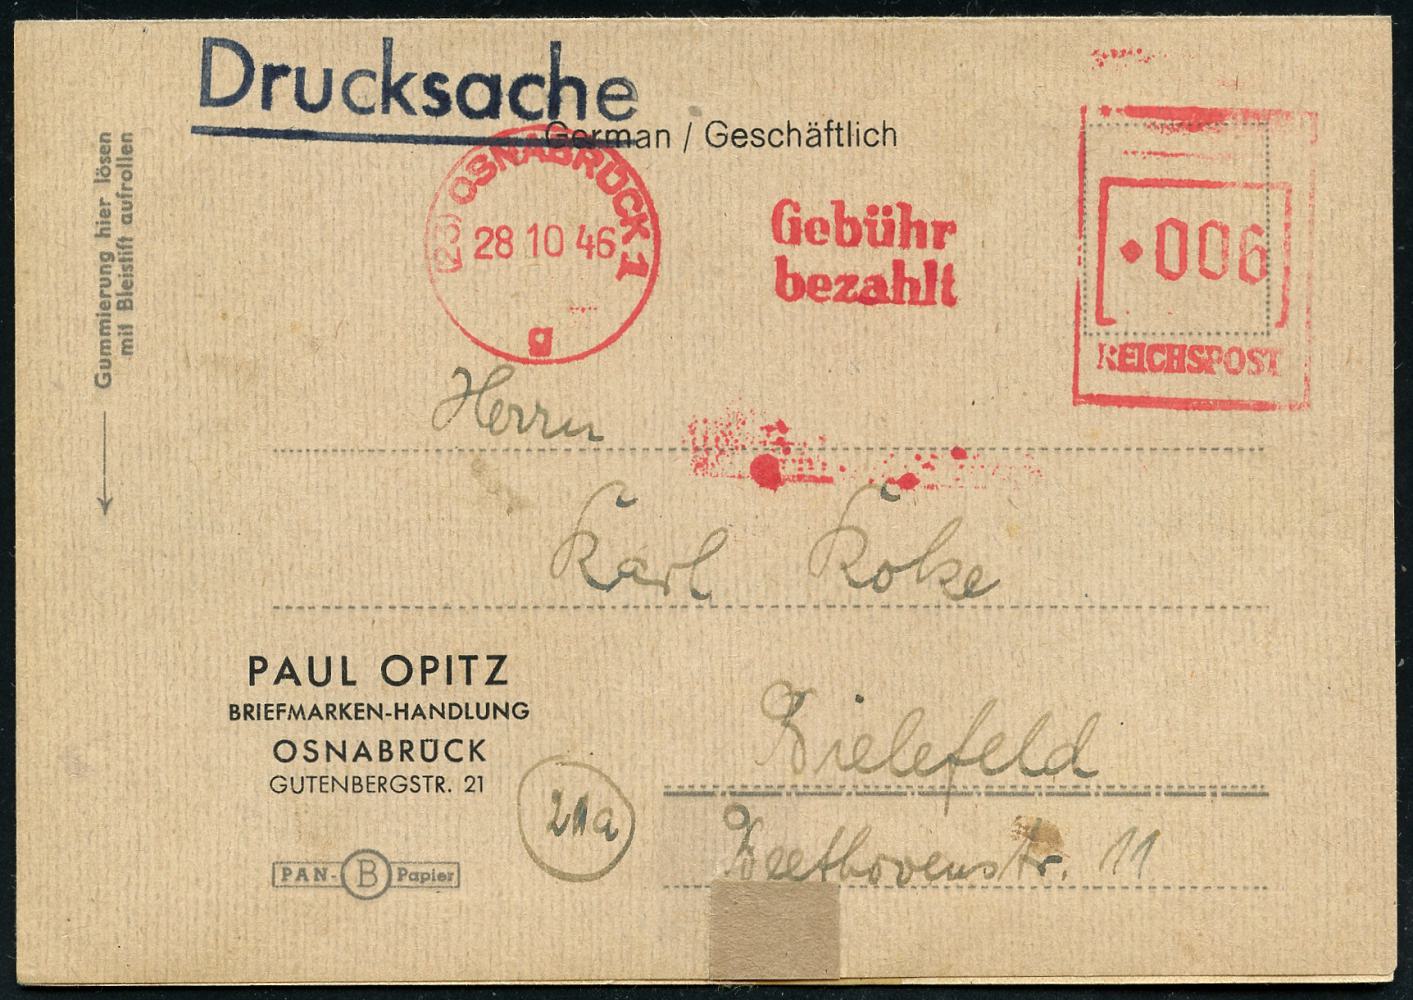 Drucksache
German / Geschäftlich
Gummierung hier lösen
mit Bleistift aufrollen
(23) OSNABRÜCK 1
28 10 46
g
Gebühr
bezahlt
006
REICHSPOST
Herrn
Karl Koke
PAUL OPITZ
BRIEFMARKEN-HANDLUNG
OSNABRÜCK
GUTENBERGSTR. 21
21a
Bielefeld
Beethovenstr. 11
PAN-B Papier